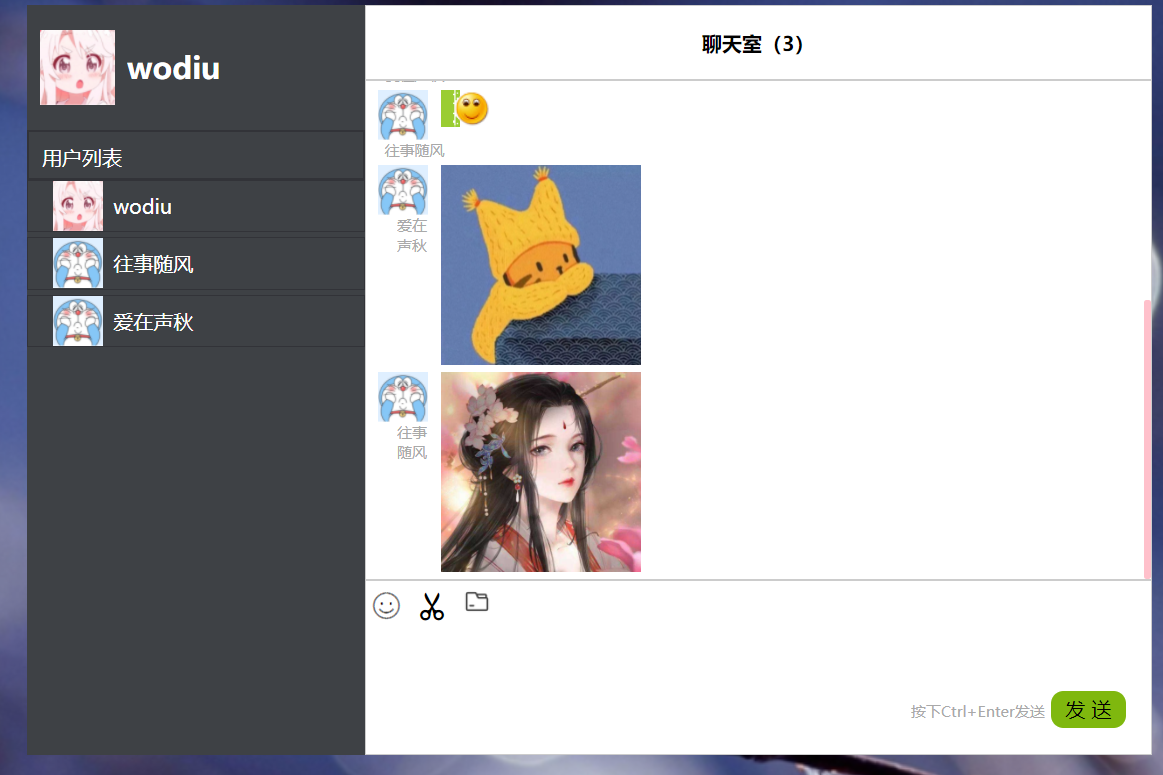 wodiu
用户列表
wodiu
往事随风
爱在声秋
聊天室（3）
往事随风
爱在
声秋
往事
随风
按下Ctrl+Enter发送
发 送